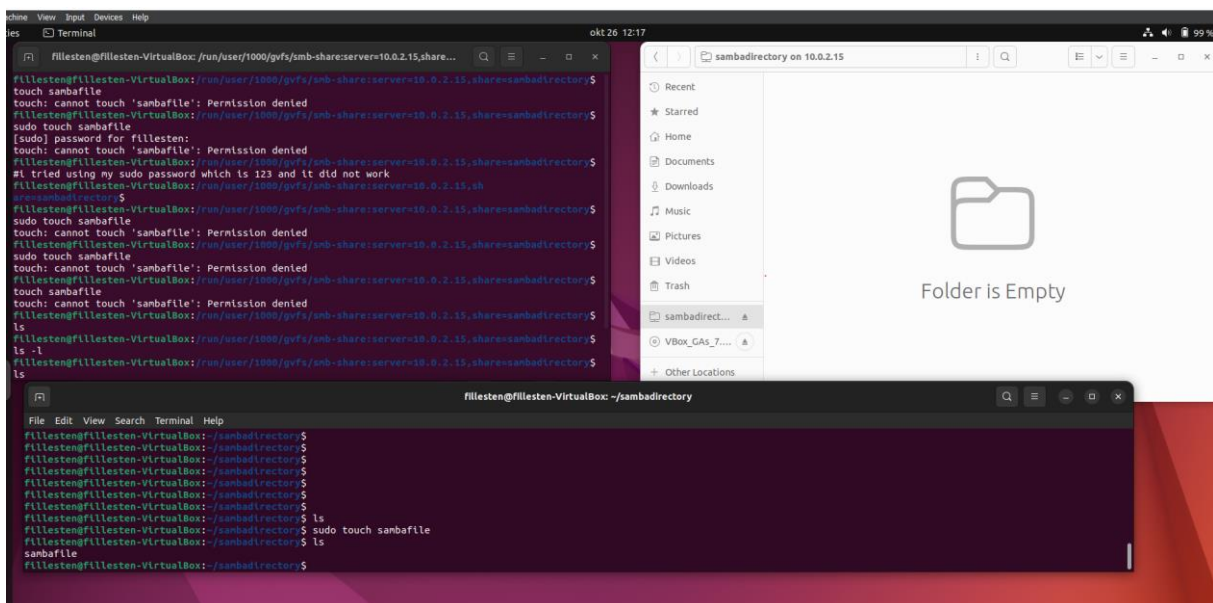 achine View Input Devices Help
ies Terminal okt 26 12:17 99 %
fillesten@fillesten-VirtualBox: /run/user/1000/gvfs/smb-share:server=10.0.2.15,share...
fillesten@fillesten-VirtualBox:/run/user/1000/gvfs/smb-share:server=10.0.2.15,share=sambadirectory$
touch sambafile
touch: cannot touch 'sambafile': Permission denied
fillesten@fillesten-VirtualBox:/run/user/1000/gvfs/smb-share:server=10.0.2.15,share=sambadirectory$
sudo touch sambafile
[sudo] password for fillesten:
touch: cannot touch 'sambafile': Permission denied
fillesten@fillesten-VirtualBox:/run/user/1000/gvfs/smb-share:server=10.0.2.15,share=sambadirectory$
#i tried using my sudo password which is 123 and it did not work
fillesten@fillesten-VirtualBox:/run/user/1000/gvfs/smb-share:server=10.0.2.15,sh
are=sambadirectory$
fillesten@fillesten-VirtualBox:/run/user/1000/gvfs/smb-share:server=10.0.2.15,share=sambadirectory$
sudo touch sambafile
touch: cannot touch 'sambafile': Permission denied
fillesten@fillesten-VirtualBox:/run/user/1000/gvfs/smb-share:server=10.0.2.15,share=sambadirectory$
sudo touch sambafile
touch: cannot touch 'sambafile': Permission denied
fillesten@fillesten-VirtualBox:/run/user/1000/gvfs/smb-share:server=10.0.2.15,share=sambadirectory$
touch sambafile
touch: cannot touch 'sambafile': Permission denied
fillesten@fillesten-VirtualBox:/run/user/1000/gvfs/smb-share:server=10.0.2.15,share=sambadirectory$
ls
fillesten@fillesten-VirtualBox:/run/user/1000/gvfs/smb-share:server=10.0.2.15,share=sambadirectory$
ls -l
fillesten@fillesten-VirtualBox:/run/user/1000/gvfs/smb-share:server=10.0.2.15,share=sambadirectory$
ls
sambadirectory on 10.0.2.15
Recent
Starred
Home
Documents
Downloads
Music
Pictures
Videos
Trash
sambadirect...
VBox_GAs_7....
Other Locations
Folder is Empty
fillesten@fillesten-VirtualBox: ~/sambadirectory
File Edit View Search Terminal Help
fillesten@fillesten-VirtualBox:~/sambadirectory$
fillesten@fillesten-VirtualBox:~/sambadirectory$
fillesten@fillesten-VirtualBox:~/sambadirectory$
fillesten@fillesten-VirtualBox:~/sambadirectory$
fillesten@fillesten-VirtualBox:~/sambadirectory$
fillesten@fillesten-VirtualBox:~/sambadirectory$
fillesten@fillesten-VirtualBox:~/sambadirectory$
fillesten@fillesten-VirtualBox:~/sambadirectory$ ls
fillesten@fillesten-VirtualBox:~/sambadirectory$ sudo touch sambafile
fillesten@fillesten-VirtualBox:~/sambadirectory$ ls
sambafile
fillesten@fillesten-VirtualBox:~/sambadirectory$